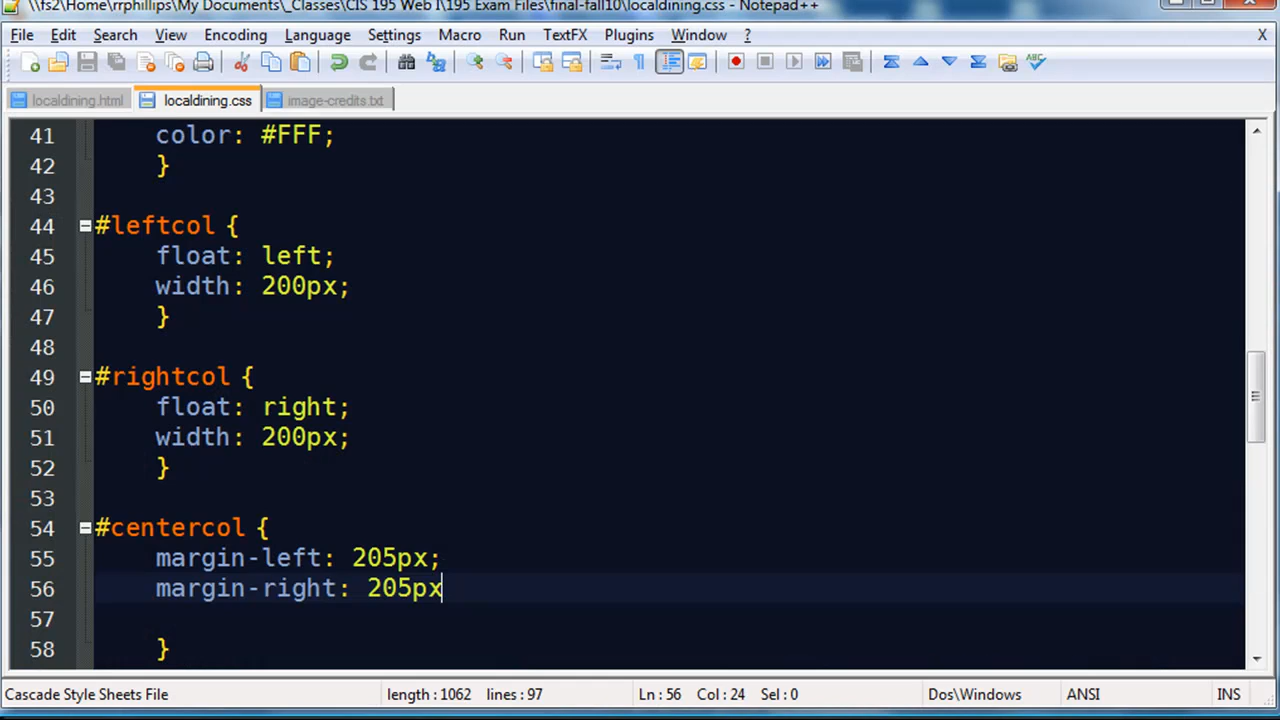 \\fs2\Home\rrphillips\My Documents\_Classes\CIS 195 Web I\195 Exam Files\final-fall10\localdining.css - Notepad++
File Edit Search View Encoding Language Settings Macro Run TextFX Plugins Window ? X
localdining.html localdining.css image-credits.txt
41 color: #FFF;
42 }
43
44 #leftcol {
45 float: left;
46 width: 200px;
47 }
48
49 #rightcol {
50 float: right;
51 width: 200px;
52 }
53
54 #centercol {
55 margin-left: 205px;
56 margin-right: 205px
57
58 }
Cascade Style Sheets File length : 1062 lines : 97 Ln : 56 Col : 24 Sel : 0 Dos\Windows ANSI INS